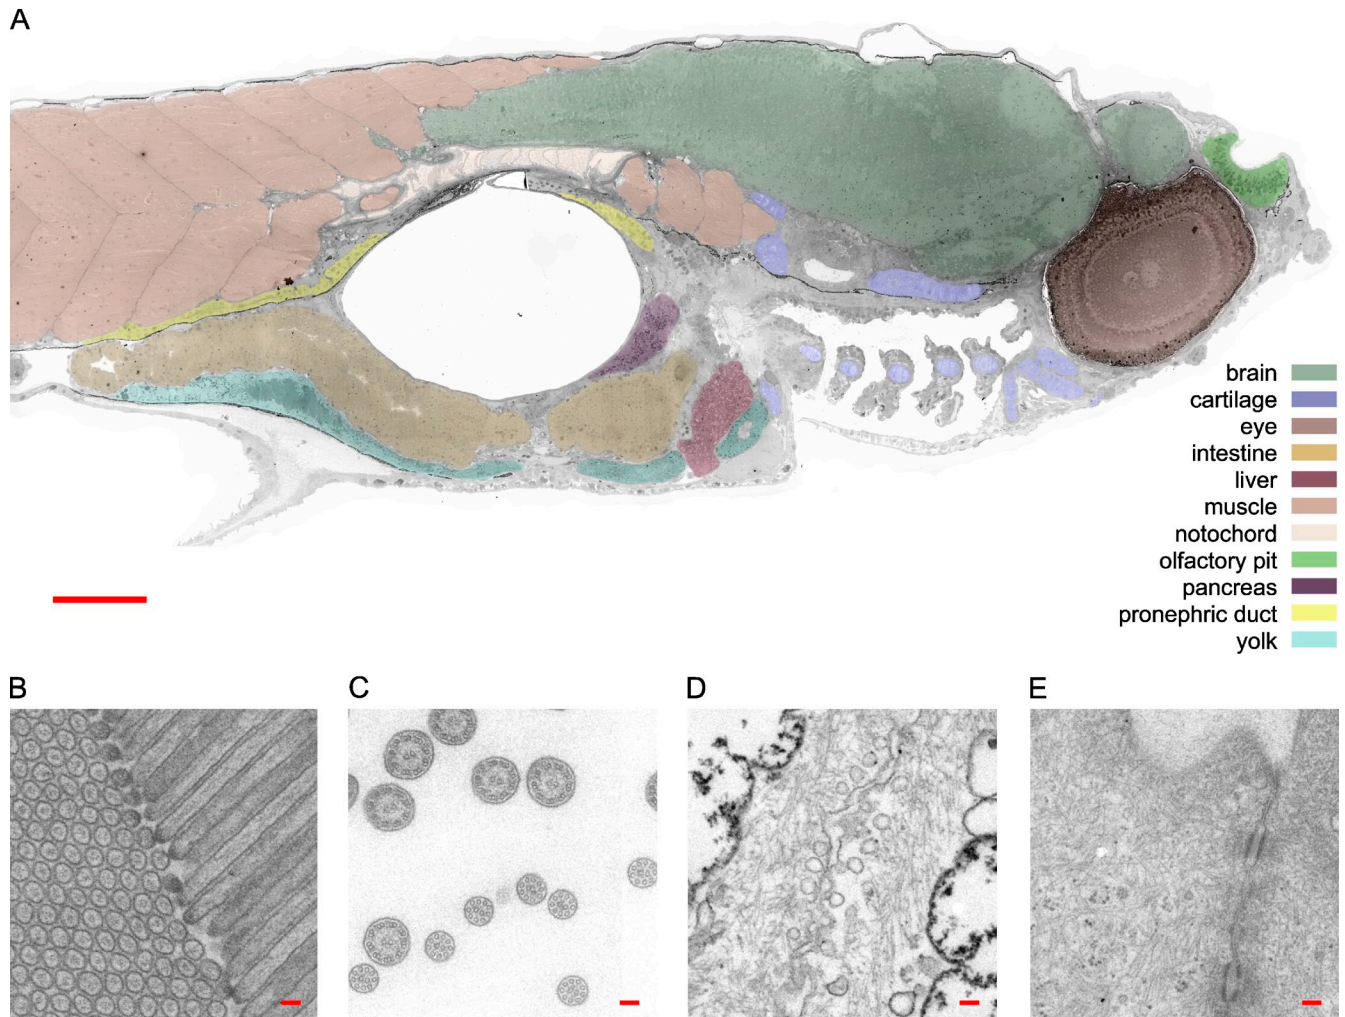 A
brain
cartilage
eye
intestine
liver
muscle
notochord
olfactory pit
pancreas
pronephric duct
yolk
B
C
D
E